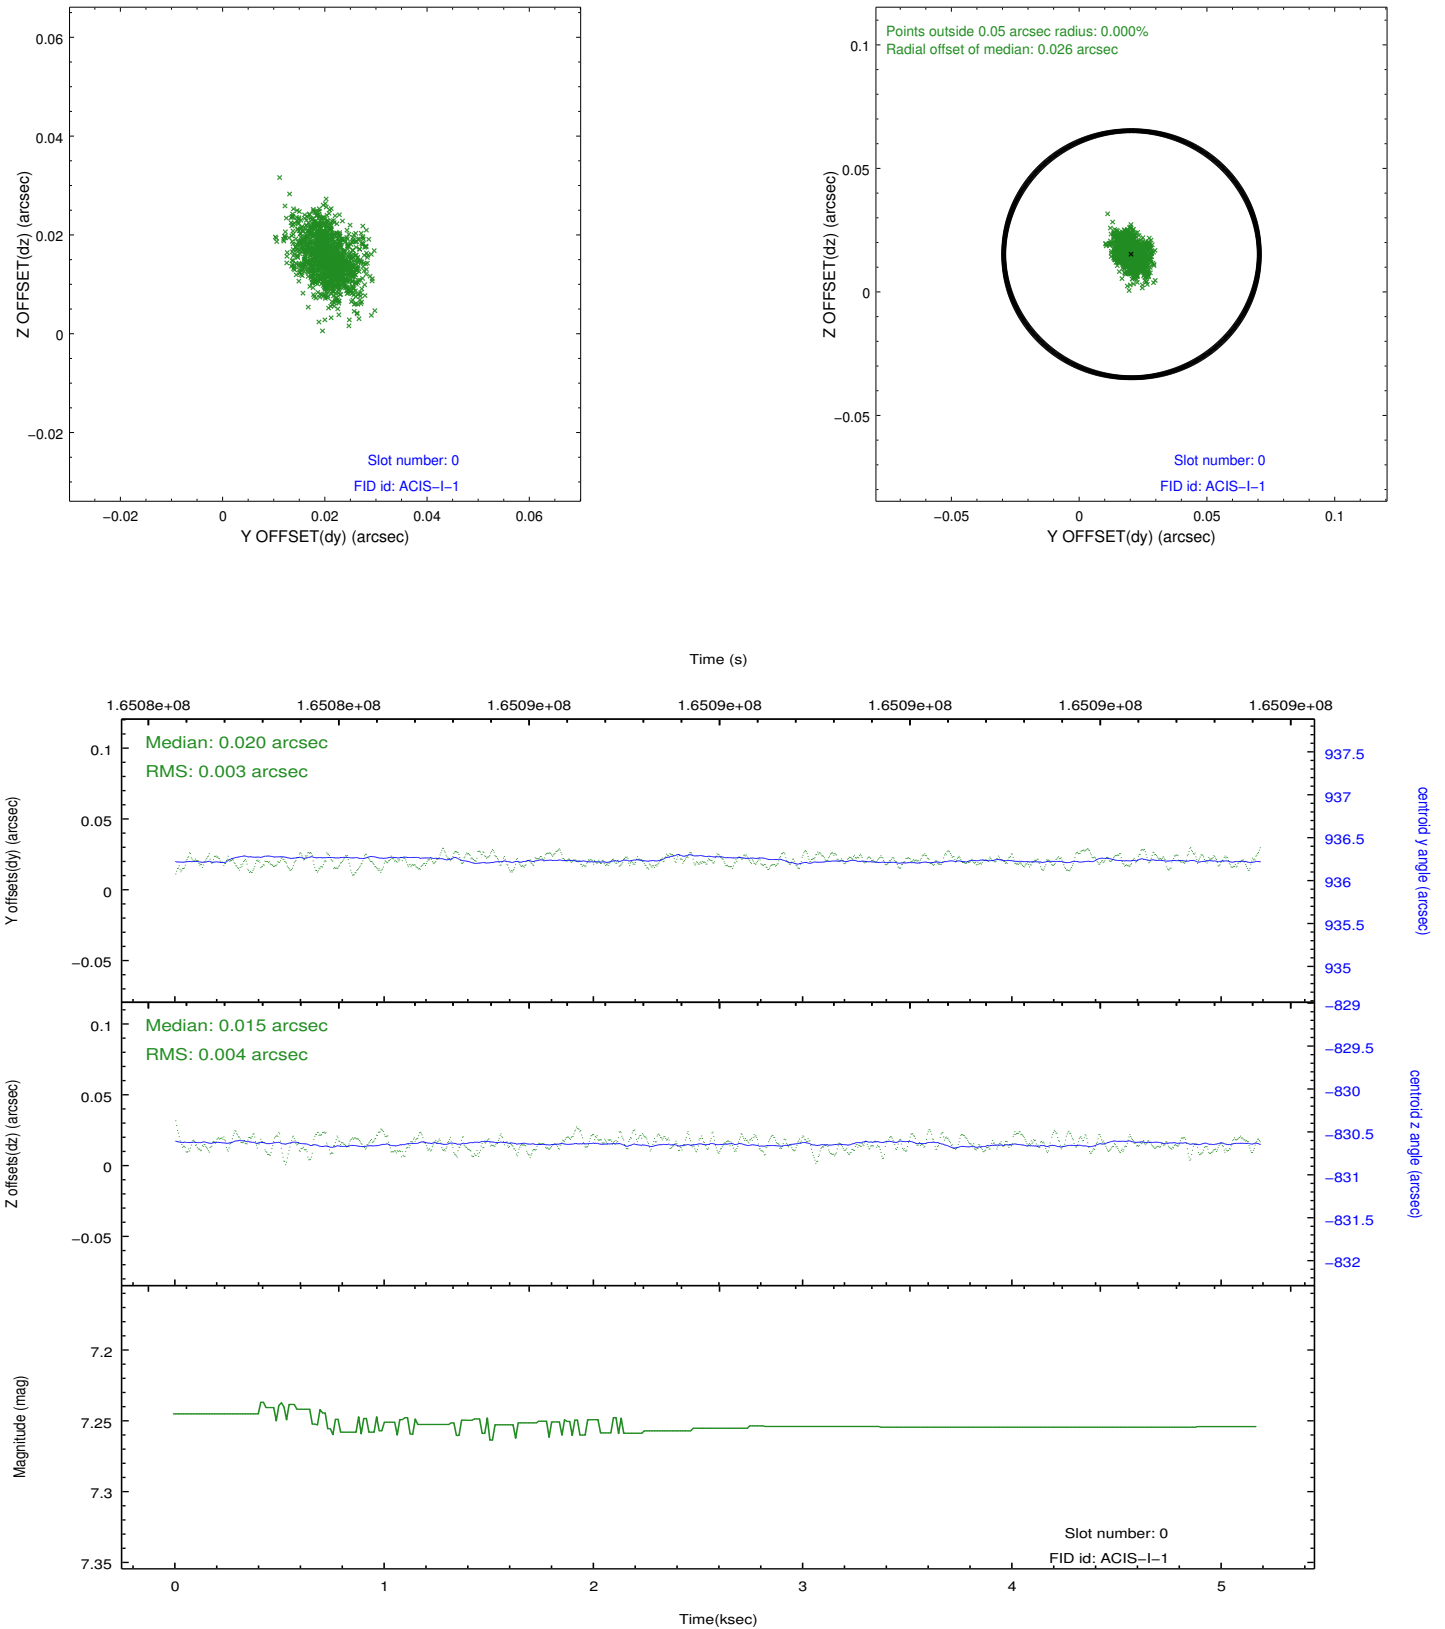 0.06
0.04
0.02
0
−0.02
Z OFFSET(dz) (arcsec)
−0.02 0 0.02 0.04 0.06
Y OFFSET(dy) (arcsec)
Slot number: 0
FID id: ACIS−I−1
Points outside 0.05 arcsec radius: 0.000%
Radial offset of median: 0.026 arcsec
0.1
0.05
0
−0.05
Z OFFSET(dz) (arcsec)
−0.05 0 0.05 0.1
Y OFFSET(dy) (arcsec)
Slot number: 0
FID id: ACIS−I−1
Time (s)
1.6508e+08 1.6508e+08 1.6509e+08 1.6509e+08 1.6509e+08 1.6509e+08 1.6509e+08
Median: 0.020 arcsec
RMS: 0.003 arcsec
0.1
0.05
0
−0.05
Y offsets(dy) (arcsec)
937.5
937
936.5
936
935.5
935
centroid y angle (arcsec)
Median: 0.015 arcsec
RMS: 0.004 arcsec
0.1
0.05
0
−0.05
Z offsets(dz) (arcsec)
−829
−829.5
−830
−830.5
−831
−831.5
−832
centroid z angle (arcsec)
7.2
7.25
7.3
7.35
Magnitude (mag)
Slot number: 0
FID id: ACIS−I−1
0 1 2 3 4 5
Time(ksec)